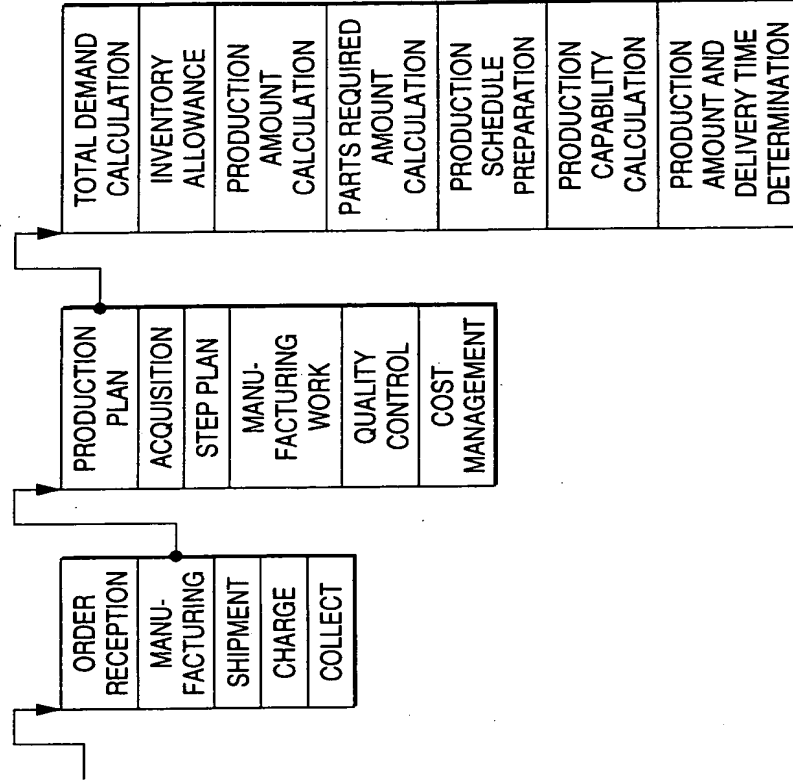 ORDER
RECEPTION
MANU-
FACTURING
SHIPMENT
CHARGE
COLLECT
PRODUCTION
PLAN
ACQUISITION
STEP PLAN
MANU-
FACTURING
WORK
QUALITY
CONTROL
COST
MANAGEMENT
TOTAL DEMAND
CALCULATION
INVENTORY
ALLOWANCE
PRODUCTION
AMOUNT
CALCULATION
PARTS REQUIRED
AMOUNT
CALCULATION
PRODUCTION
SCHEDULE
PREPARATION
PRODUCTION
CAPABILITY
CALCULATION
PRODUCTION
AMOUNT AND
DELIVERY TIME
DETERMINATION